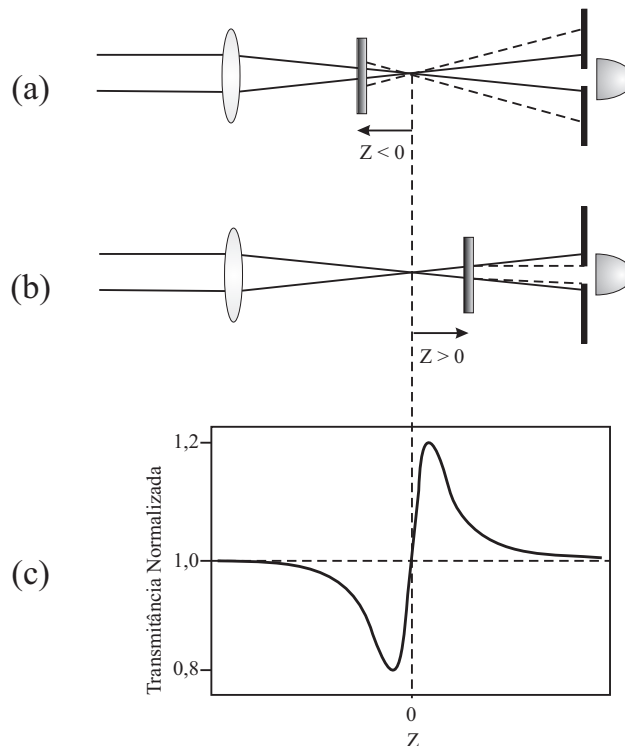 (a)
Z < 0
(b)
Z > 0
(c)
Transmitância Normalizada
1,2
1,0
0,8
0
Z